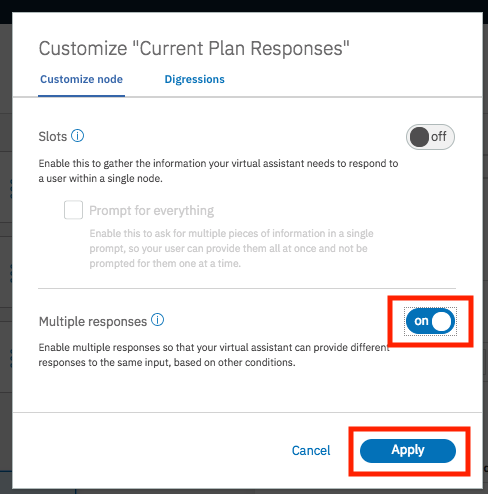 Customize "Current Plan Responses"
Customize node Digressions
Slots
off
Enable this to gather the information your virtual assistant needs to respond to
a user within a single node.
Prompt for everything
Enable this to ask for multiple pieces of information in a single
prompt, so your user can provide them all at once and not be
prompted for them one at a time.
Multiple responses
on
Enable multiple responses so that your virtual assistant can provide different
responses to the same input, based on other conditions.
Cancel Apply